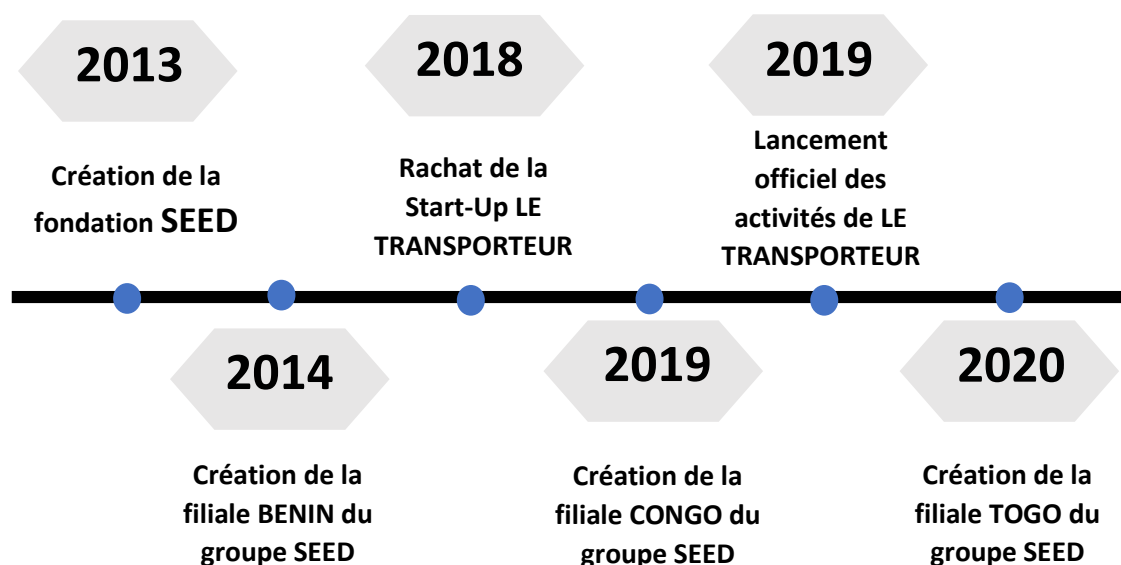 2013
Création de la
fondation SEED
2018
Rachat de la
Start-Up LE
TRANSPORTEUR
2019
Lancement
officiel des
activités de LE
TRANSPORTEUR
2014
Création de la
filiale BENIN du
groupe SEED
2019
Création de la
filiale CONGO du
groupe SEED
2020
Création de la
filiale TOGO du
groupe SEED